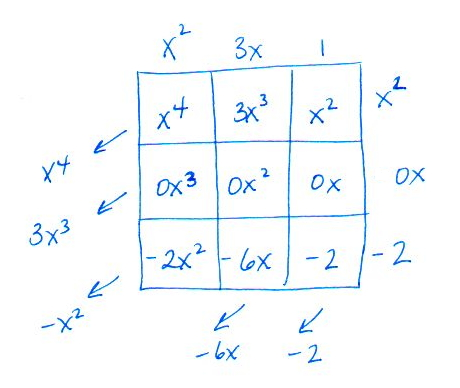 x² 3x 1
x⁴ 3x³ x² x²
x⁴
0x³ 0x² 0x 0x
3x³
-2x² -6x -2 -2
-x²
-6x -2